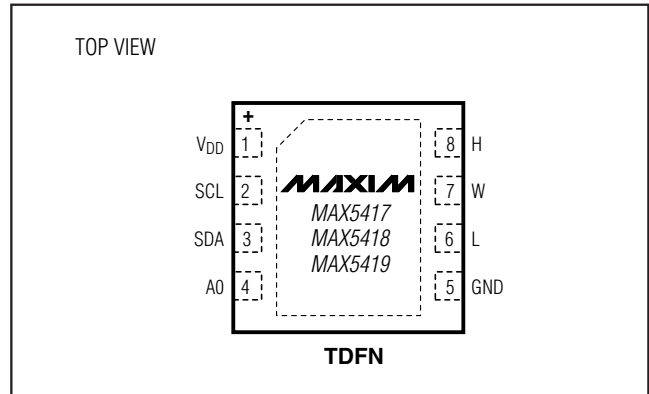 TOP VIEW
+
VDD 1
8 H
SCL 2
MAXIM
7 W
MAX5417
SDA 3
MAX5418
6 L
MAX5419
A0 4
5 GND
TDFN